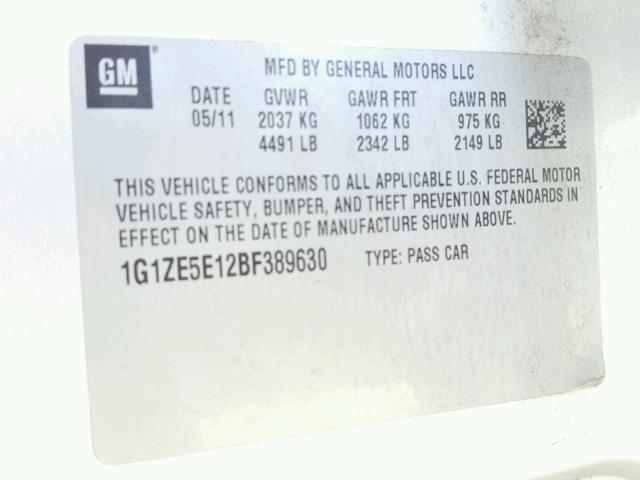 GM ®
MFD BY GENERAL MOTORS LLC
DATE GVWR GAWR FRT GAWR RR
05/11 2037 KG 1062 KG 975 KG
4491 LB 2342 LB 2149 LB
THIS VEHICLE CONFORMS TO ALL APPLICABLE U.S. FEDERAL MOTOR
VEHICLE SAFETY, BUMPER, AND THEFT PREVENTION STANDARDS IN
EFFECT ON THE DATE OF MANUFACTURE SHOWN ABOVE.
1G1ZE5E12BF389630 TYPE: PASS CAR